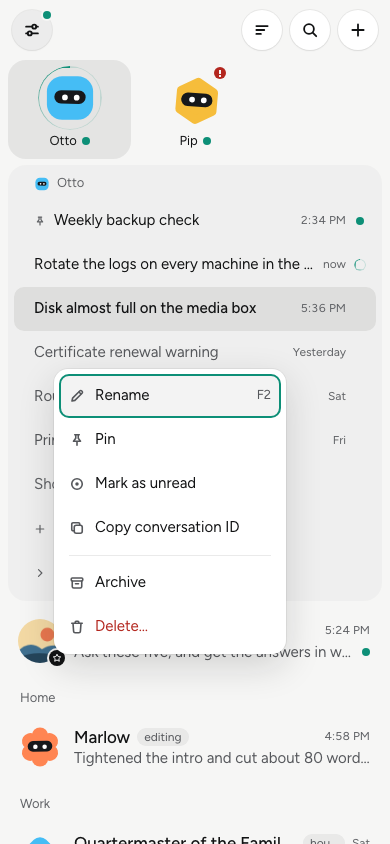 Otto
Pip
Otto
Weekly backup check 2:34 PM
Rotate the logs on every machine in the ... now
Disk almost full on the media box 5:36 PM
Certificate renewal warning Yesterday
Sat
Fri
Rename F2
Pin
Mark as unread
Copy conversation ID
Archive
Delete...
5:24 PM
Ask these five, and get the answers in w...
Home
Marlow editing 4:58 PM
Tightened the intro and cut about 80 word...
Work
Quartermaster of the Famil Sat